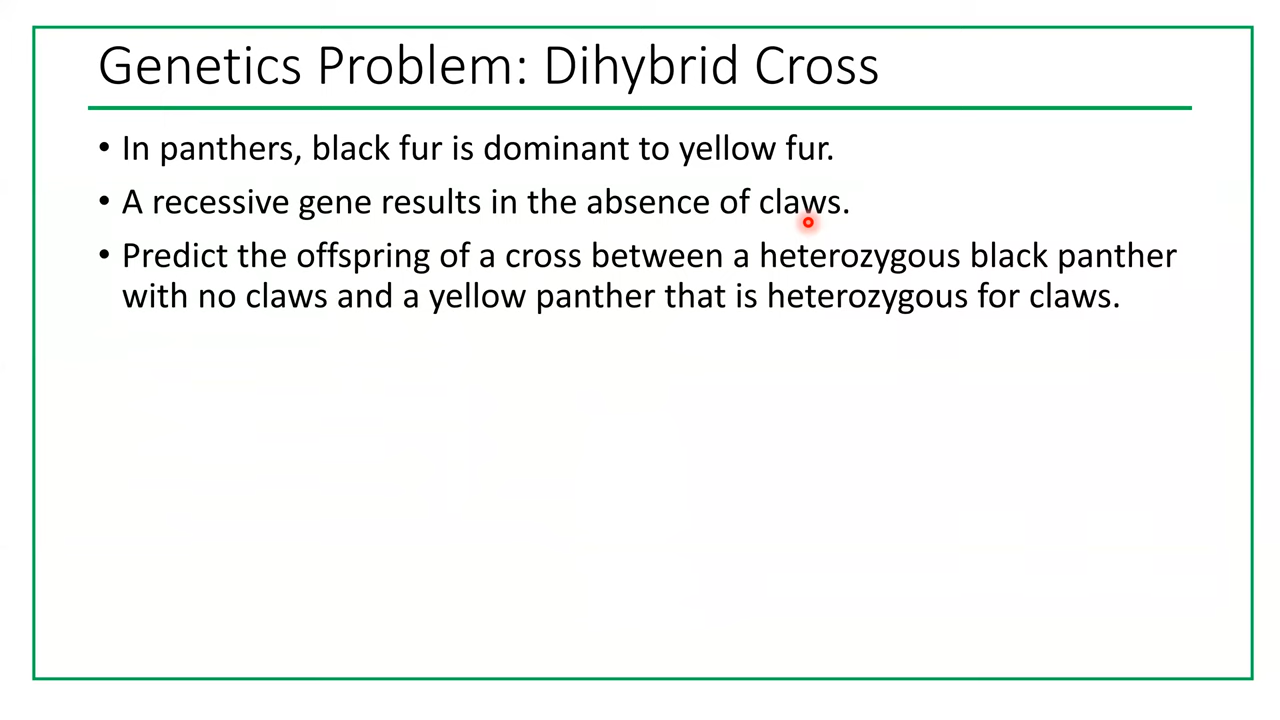 Genetics Problem: Dihybrid Cross
• In panthers, black fur is dominant to yellow fur.
• A recessive gene results in the absence of claws.
• Predict the offspring of a cross between a heterozygous black panther
with no claws and a yellow panther that is heterozygous for claws.